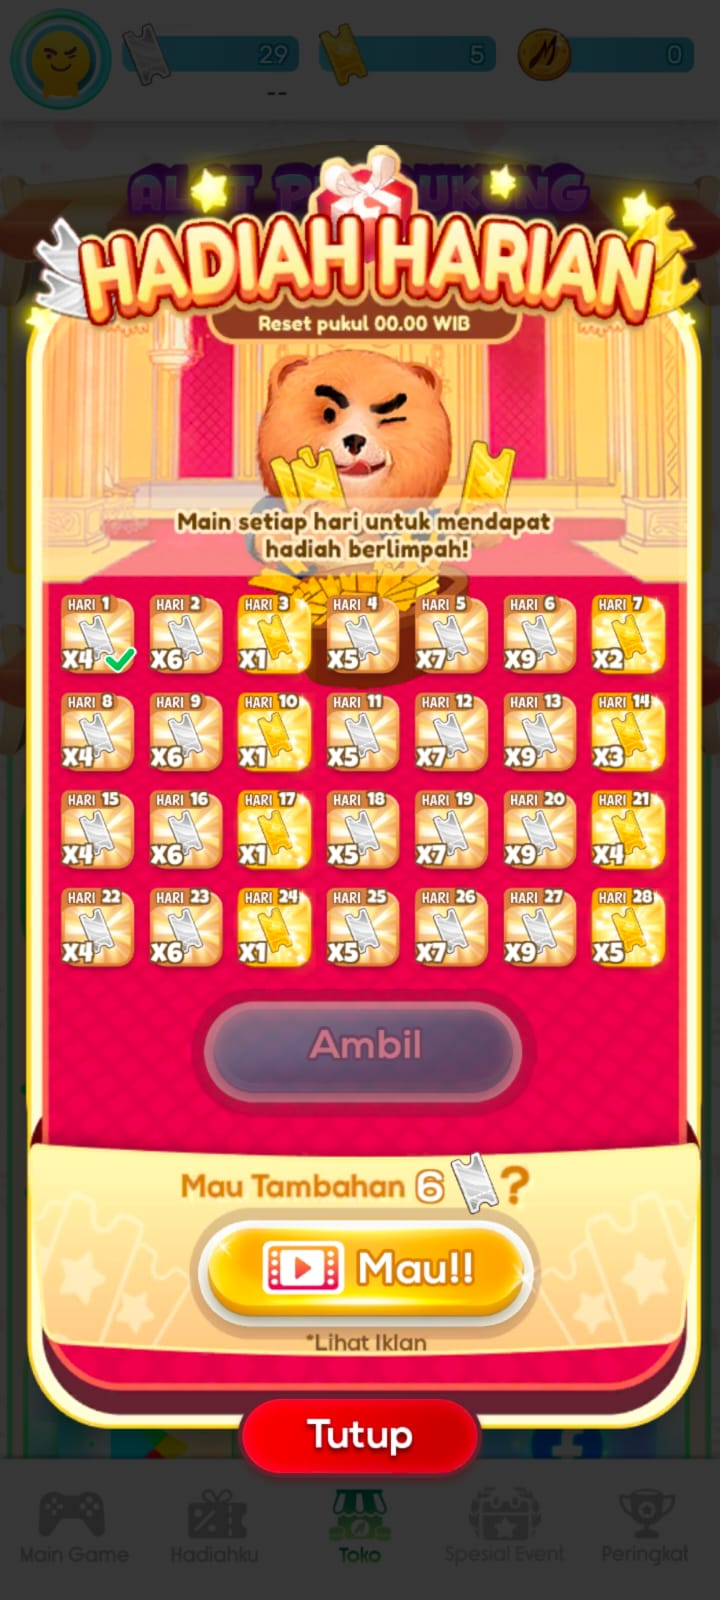 29
5
0
--
HADIAH HARIAN
Reset pukul 00.00 WIB
Main setiap hari untuk mendapat
hadiah berlimpah!
HARI 1 HARI 2 HARI 3 HARI 4 HARI 5 HARI 6 HARI 7
X4 X6 X1 X5 X7 X9 X2
HARI 8 HARI 9 HARI 10 HARI 11 HARI 12 HARI 13 HARI 14
X4 X6 X1 X5 X7 X9 X3
HARI 15 HARI 16 HARI 17 HARI 18 HARI 19 HARI 20 HARI 21
X4 X6 X1 X5 X7 X9 X4
HARI 22 HARI 23 HARI 24 HARI 25 HARI 26 HARI 27 HARI 28
X4 X6 X1 X5 X7 X9 X5
Ambil
Mau Tambahan 6 ?
Mau!!
*Lihat Iklan
Tutup
Main Game Hadiahku Toko Spesial Event Peringkat